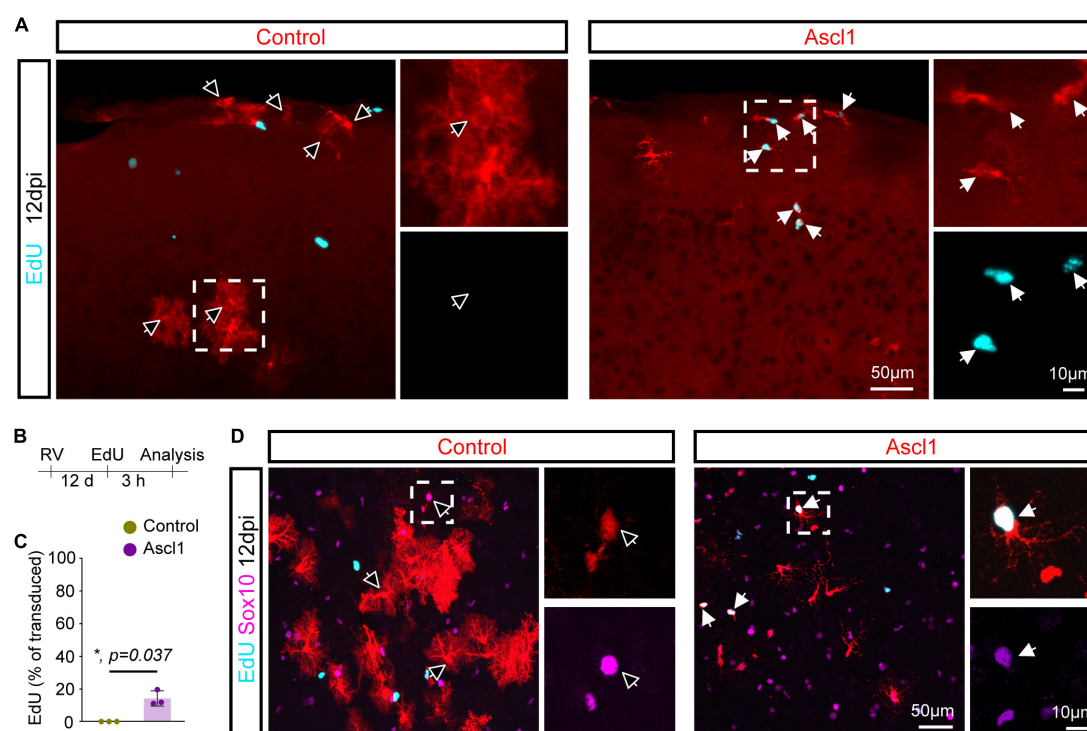 A
Control
Ascl1
EdU 12dpi
50µm
10µm
B
RV EdU Analysis
12 d 3 h
C
Control
Ascl1
EdU (% of transduced)
100
80
60
40
20
0
*, p=0.037
D
Control
Ascl1
EdU Sox10 12dpi
50µm
10µm